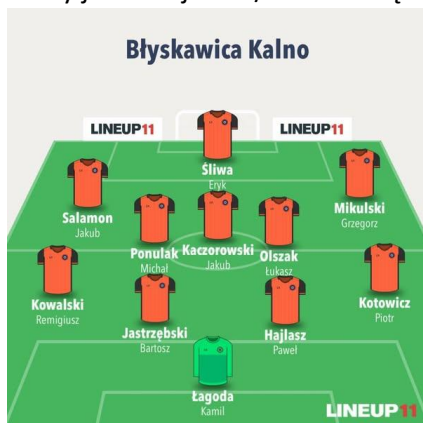 Błyskawica Kalno
LINEUP11
LINEUP11
Śliwa
Eryk
Salamon
Jakub
Mikulski
Grzegorz
Ponulak
Michał
Kaczorowski
Jakub
Olszak
Łukasz
Kowalski
Remigiusz
Kotowicz
Piotr
Jastrzębski
Bartosz
Hajlasz
Paweł
Łagoda
Kamil
LINEUP11